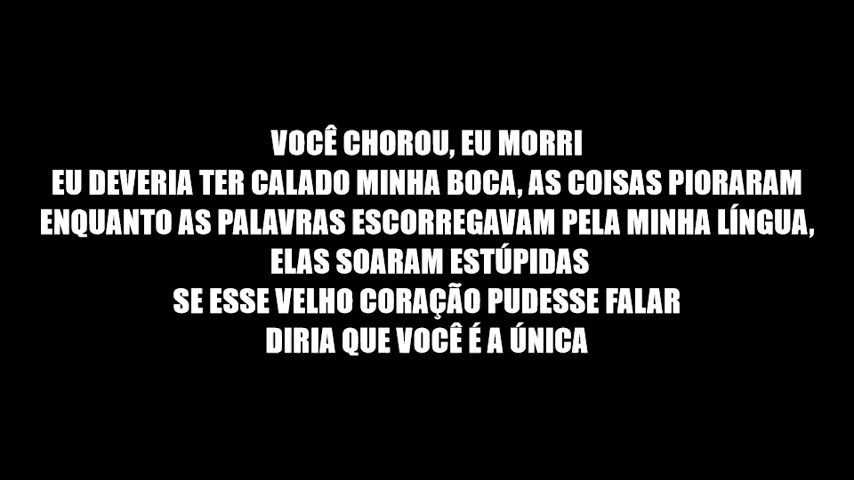 VOCÊ CHOROU, EU MORRI
EU DEVERIA TER CALADO MINHA BOCA, AS COISAS PIORARAM
ENQUANTO AS PALAVRAS ESCORREGAVAM PELA MINHA LÍNGUA,
ELAS SOARAM ESTÚPIDAS
SE ESSE VELHO CORAÇÃO PUDESSE FALAR
DIRIA QUE VOCÊ É A ÚNICA